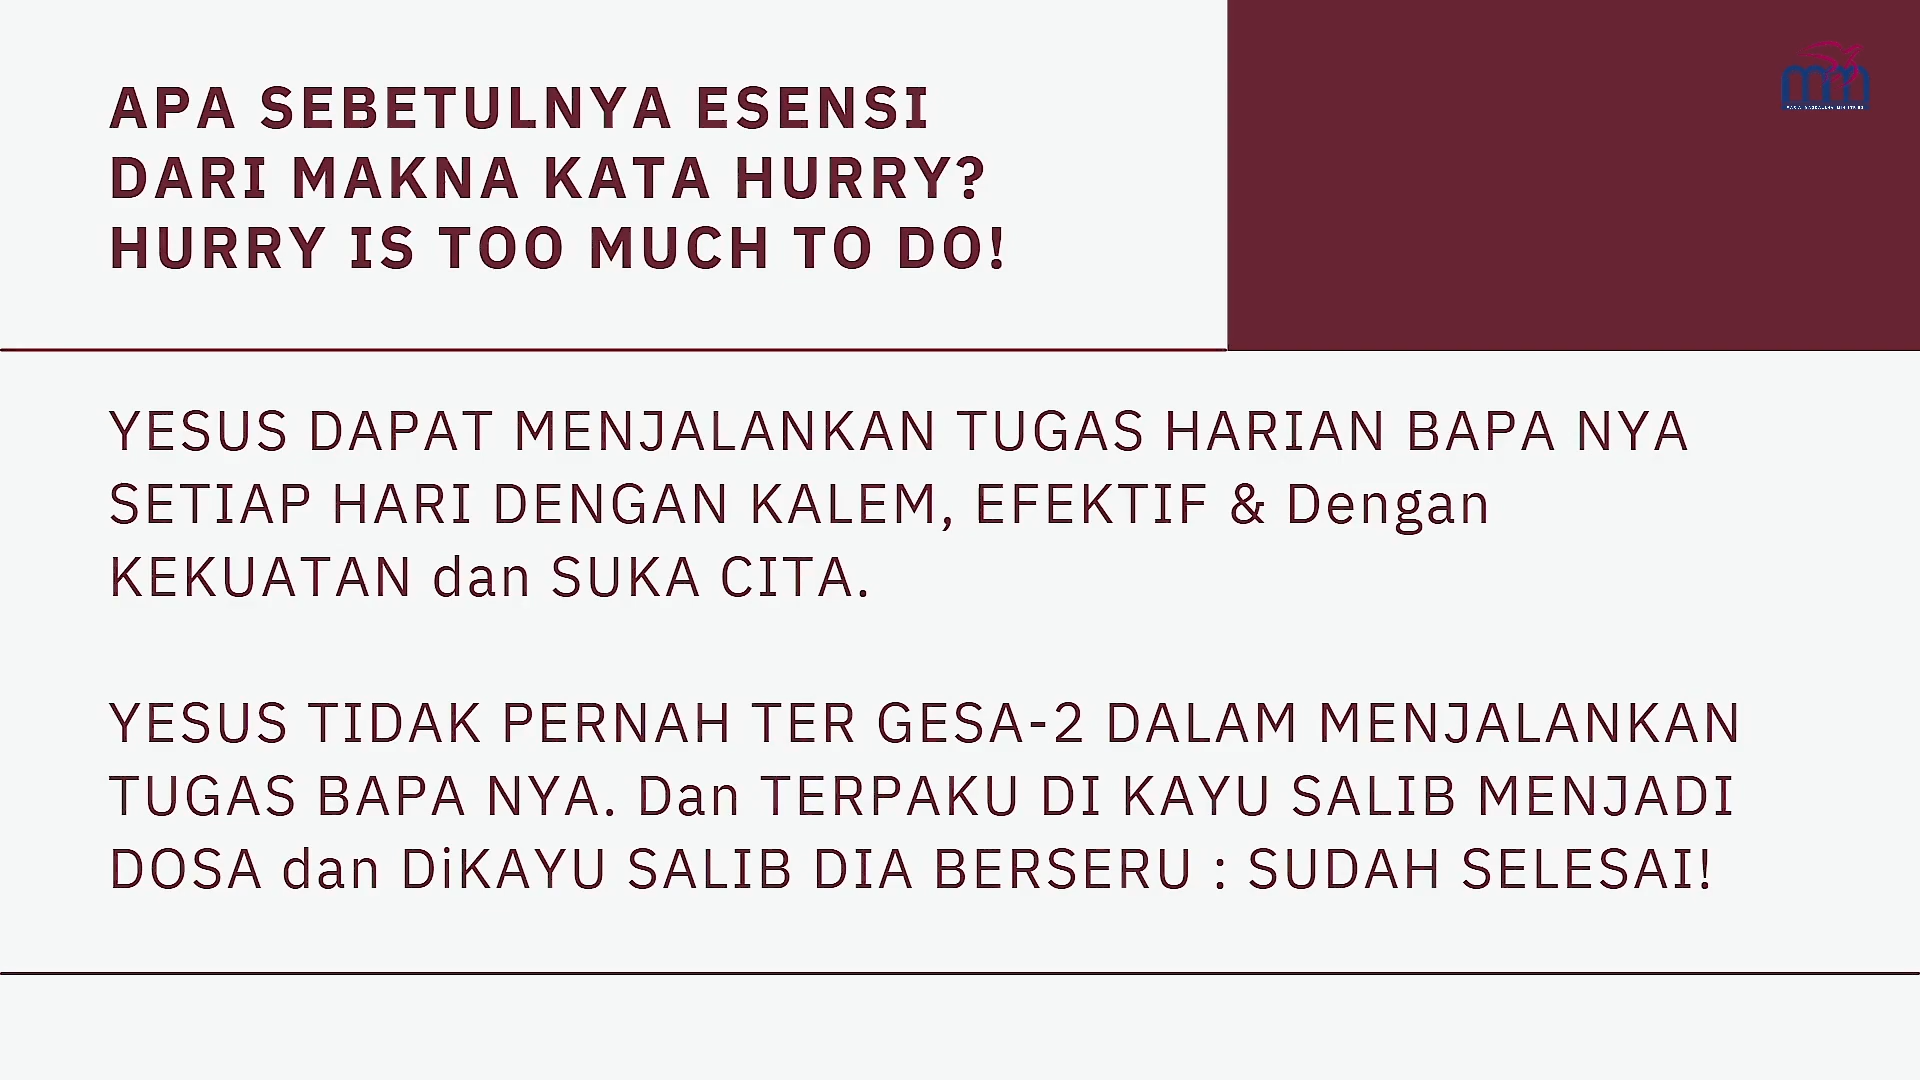 APA SEBETULNYA ESENSI
DARI MAKNA KATA HURRY?
HURRY IS TOO MUCH TO DO!
YESUS DAPAT MENJALANKAN TUGAS HARIAN BAPA NYA
SETIAP HARI DENGAN KALEM, EFEKTIF & Dengan
KEKUATAN dan SUKA CITA.
YESUS TIDAK PERNAH TER GESA-2 DALAM MENJALANKAN
TUGAS BAPA NYA. Dan TERPAKU DI KAYU SALIB MENJADI
DOSA dan DiKAYU SALIB DIA BERSERU : SUDAH SELESAI!